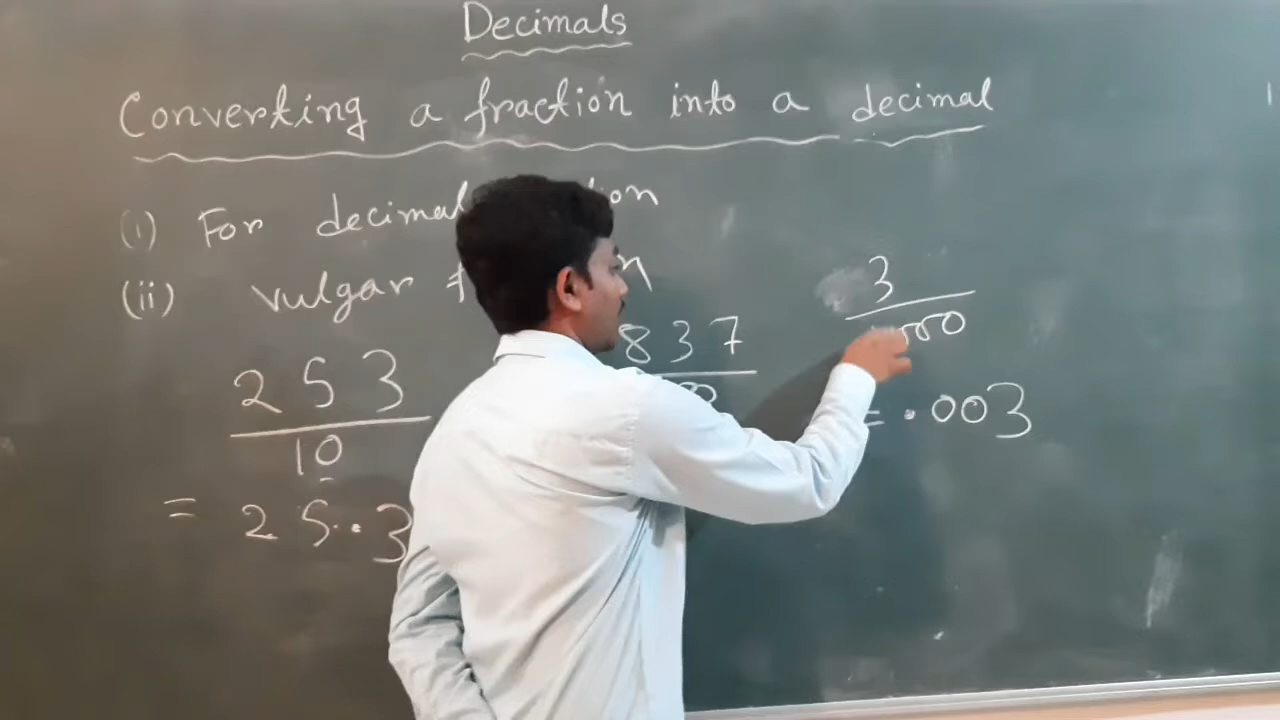 Decimals
Converting a fraction into a decimal
(i) For decimal
(ii) vulgar
253
10
= 25.3
837
3
= .003